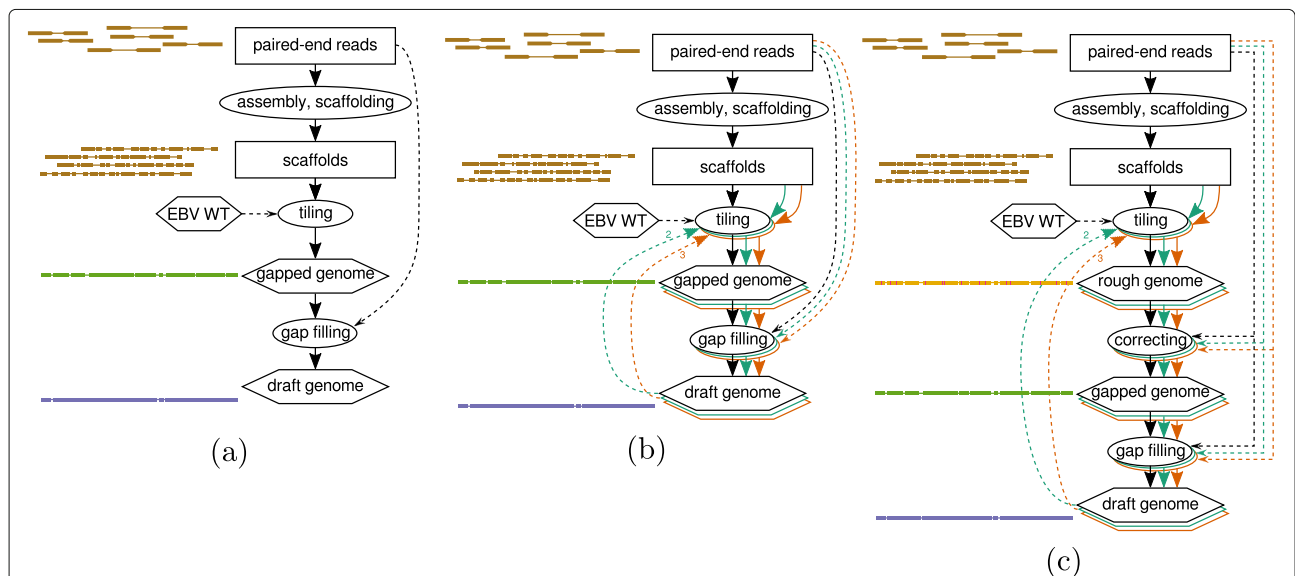 paired-end reads
assembly, scaffolding
scaffolds
EBV WT
tiling
gapped genome
gap filling
draft genome
(a)
paired-end reads
assembly, scaffolding
scaffolds
EBV WT
tiling
2
3
gapped genome
gap filling
draft genome
(b)
paired-end reads
assembly, scaffolding
scaffolds
EBV WT
tiling
2
3
rough genome
correcting
gapped genome
gap filling
draft genome
(c)